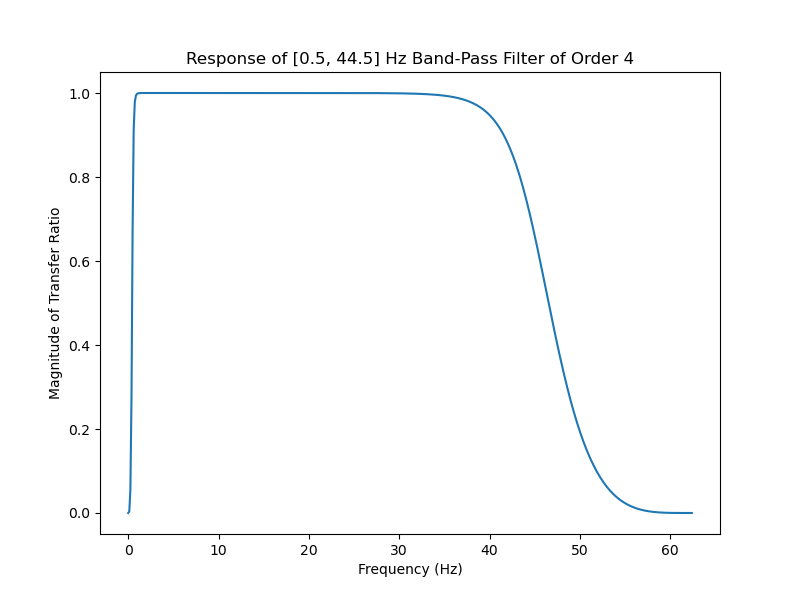 Response of [0.5, 44.5] Hz Band-Pass Filter of Order 4
Magnitude of Transfer Ratio
1.0
0.8
0.6
0.4
0.2
0.0
0 10 20 30 40 50 60
Frequency (Hz)